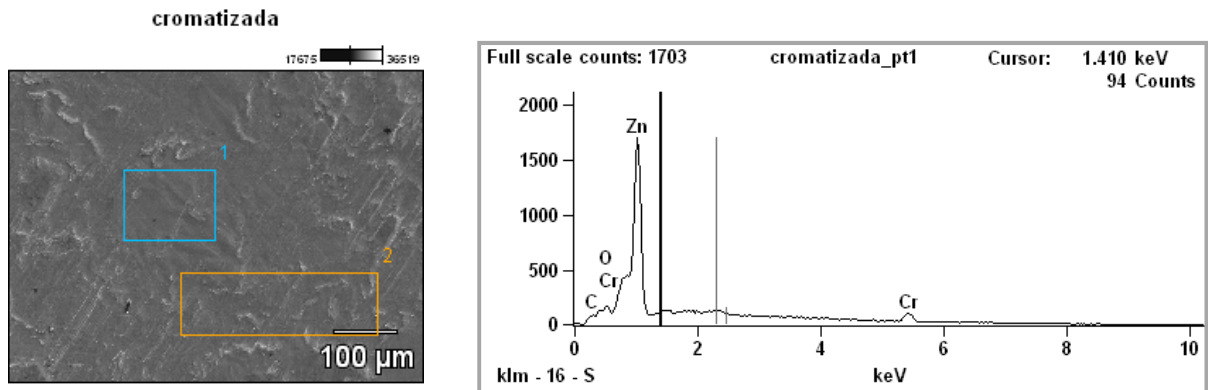 cromatizada
17675 36519
1
2
100 µm
Full scale counts: 1703 cromatizada_pt1 Cursor: 1.410 keV
94 Counts
2000
Zn
1500
1000
O
500
Cr
C
Cr
0
0 2 4 6 8 10
klm - 16 - S keV